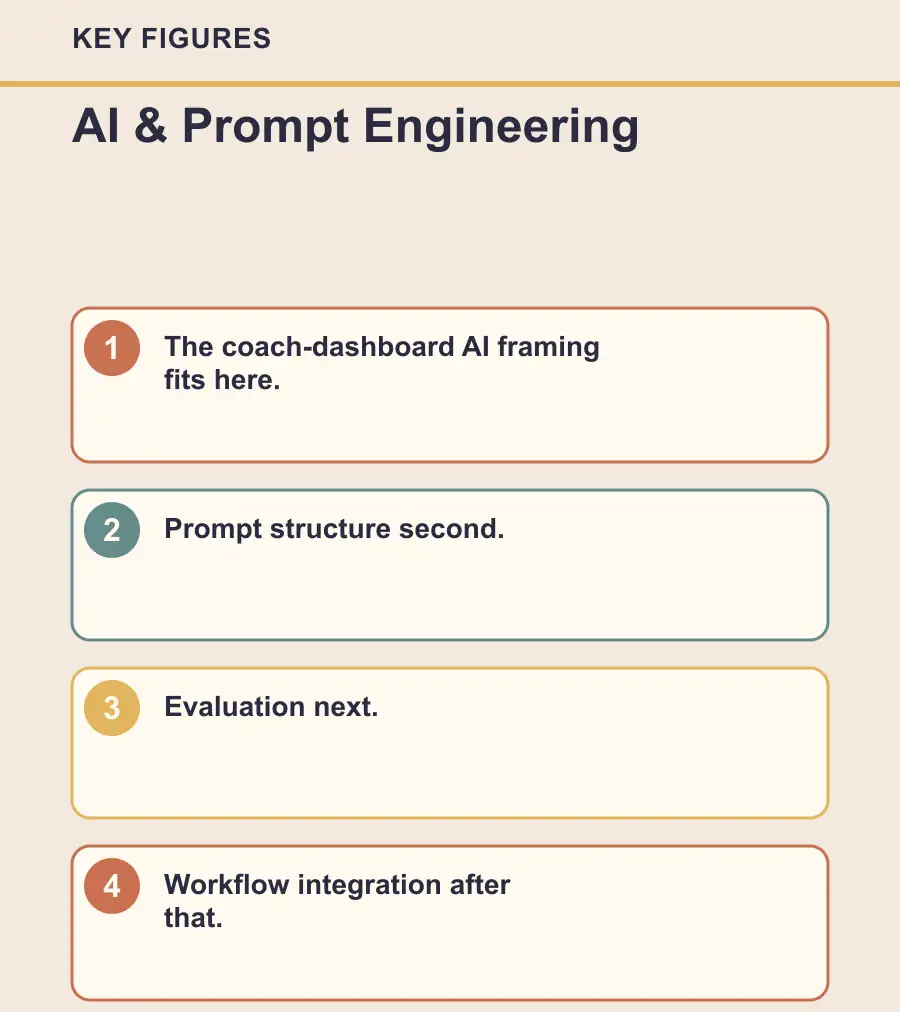 KEY FIGURES
AI & Prompt Engineering
1
The coach-dashboard AI framing
fits here.
2
Prompt structure second.
3
Evaluation next.
4
Workflow integration after
that.